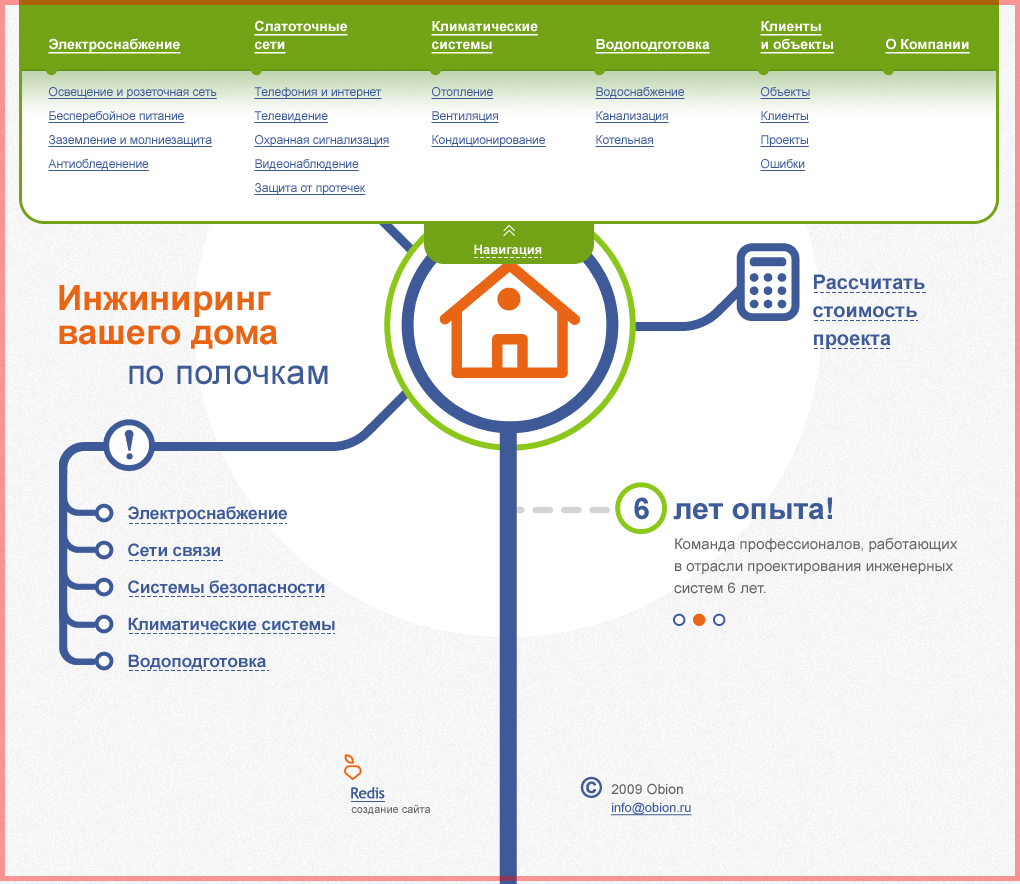 Электроснабжение
Слаточные
сети
Климатические
системы
Водоподготовка
Клиенты
и объекты
О Компании
Освещение и розеточная сеть
Бесперебойное питание
Заземление и молниезащита
Антиобледенение
Телефония и интернет
Телевидение
Охранная сигнализация
Видеонаблюдение
Защита от протечек
Отопление
Вентиляция
Кондиционирование
Водоснабжение
Канализация
Котельная
Объекты
Клиенты
Проекты
Ошибки
Навигация
Инжиниринг
вашего дома
по полочкам
Рассчитать
стоимость
проекта
!
Электроснабжение
Сети связи
Системы безопасности
Климатические системы
Водоподготовка
6 лет опыта!
Команда профессионалов, работающих
в отрасли проектирования инженерных
систем 6 лет.
Redis
создание сайта
© 2009 Obion
info@obion.ru